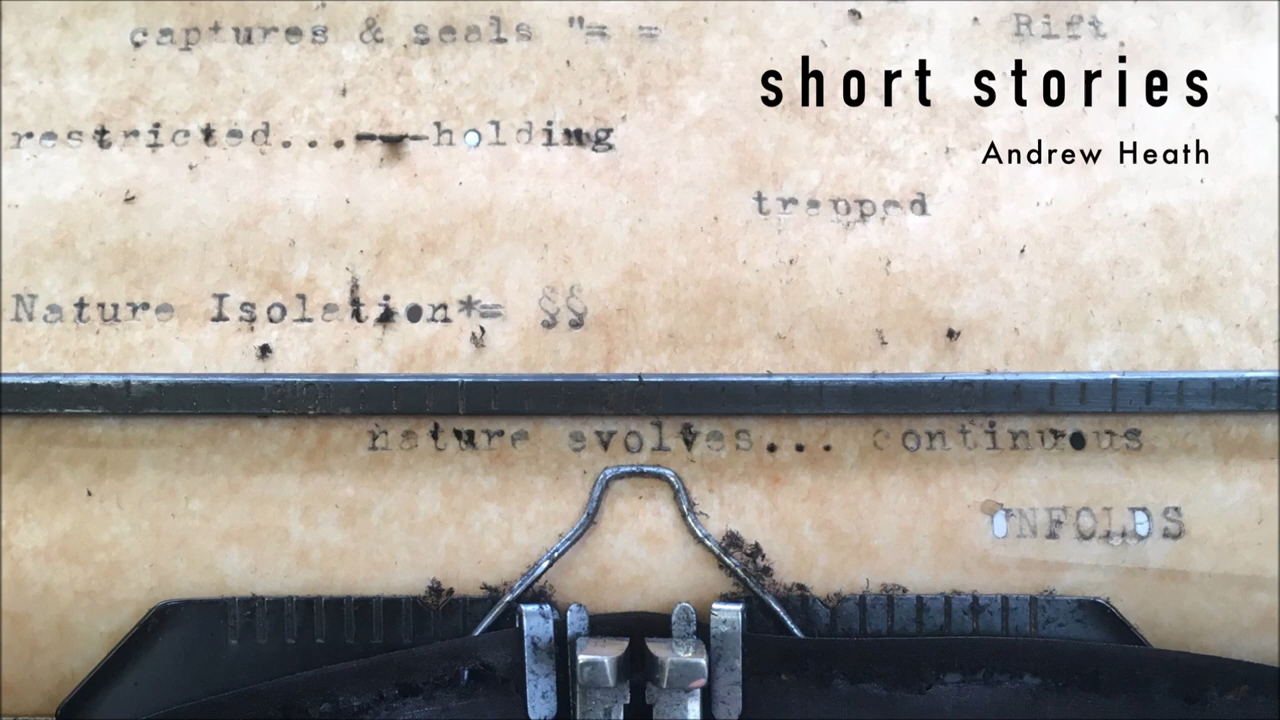 captures & seals "= =
Rift
short stories
restricted...---holding
Andrew Heath
trapped
Nature Isolation*= §§
nature evolves... continuous
UNFOLDS